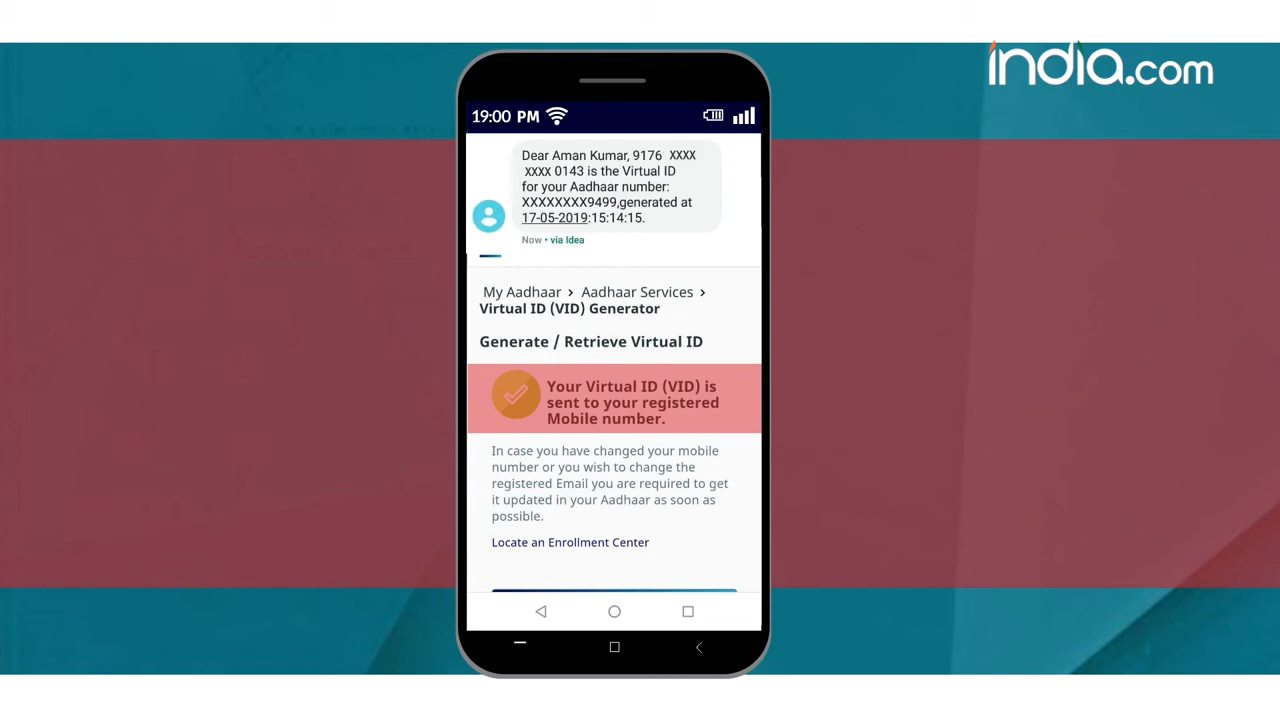 india.com
19:00 PM
Dear Aman Kumar, 9176 XXXX
XXXX 0143 is the Virtual ID
for your Aadhaar number:
XXXXXXXX9499,generated at
17-05-2019:15:14:15.
Now • via Idea
My Aadhaar > Aadhaar Services >
Virtual ID (VID) Generator
Generate / Retrieve Virtual ID
Your Virtual ID (VID) is
sent to your registered
Mobile number.
In case you have changed your mobile
number or you wish to change the
registered Email you are required to get
it updated in your Aadhaar as soon as
possible.
Locate an Enrollment Center